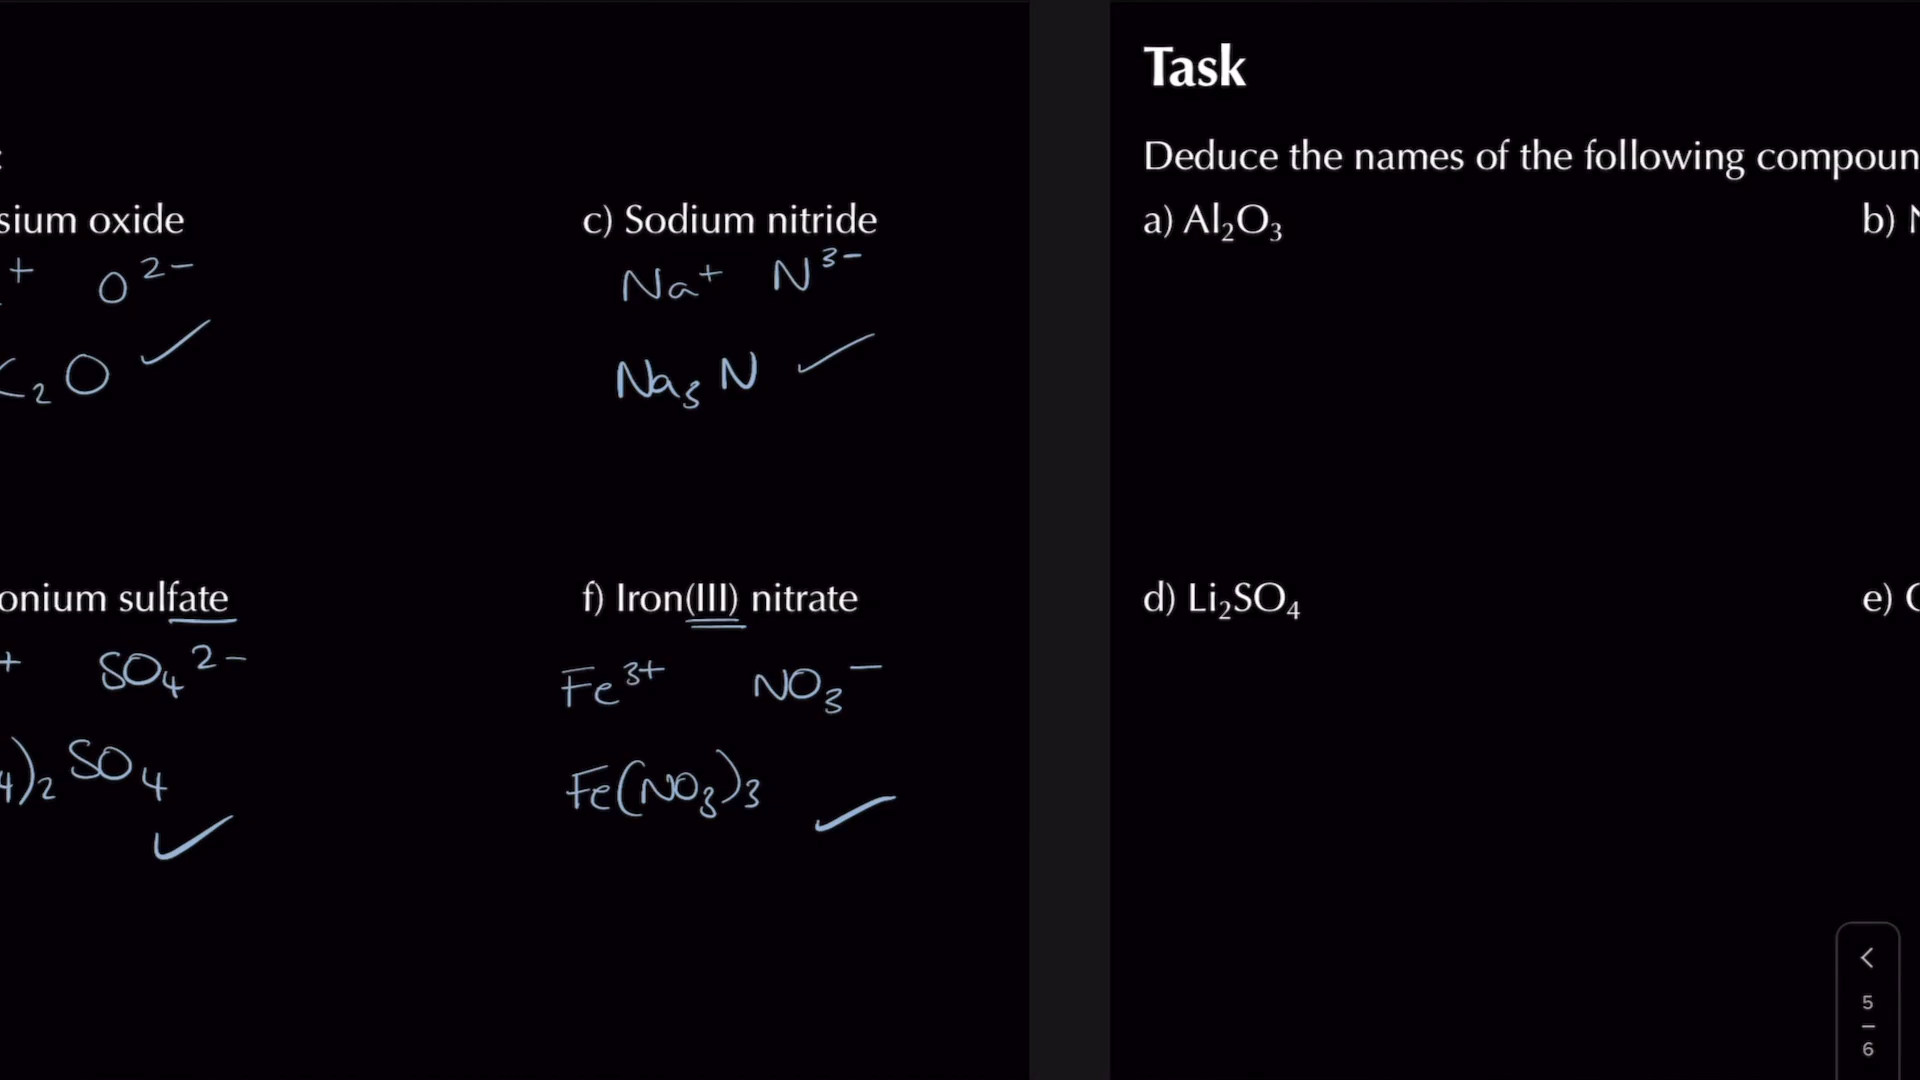 sium oxide
+ O²⁻
₂O
onium sulfate
+ SO₄²⁻
₄)₂SO₄
c) Sodium nitride
Na⁺ N³⁻
Na₃N
f) Iron(III) nitrate
Fe³⁺ NO₃⁻
Fe(NO₃)₃
Task
Deduce the names of the following compoun
a) Al₂O₃
b)
d) Li₂SO₄
e)
5
6